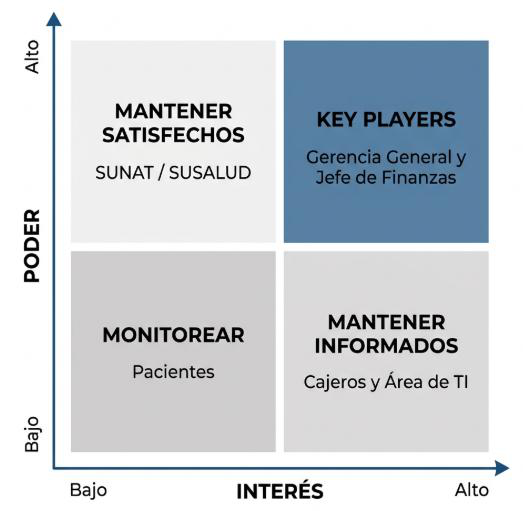 Alto
MANTENER
SATISFECHOS
SUNAT / SUSALUD
KEY PLAYERS
Gerencia General y
Jefe de Finanzas
PODER
MONITOREAR
Pacientes
MANTENER
INFORMADOS
Cajeros y Área de TI
Bajo
Bajo
INTERÉS
Alto